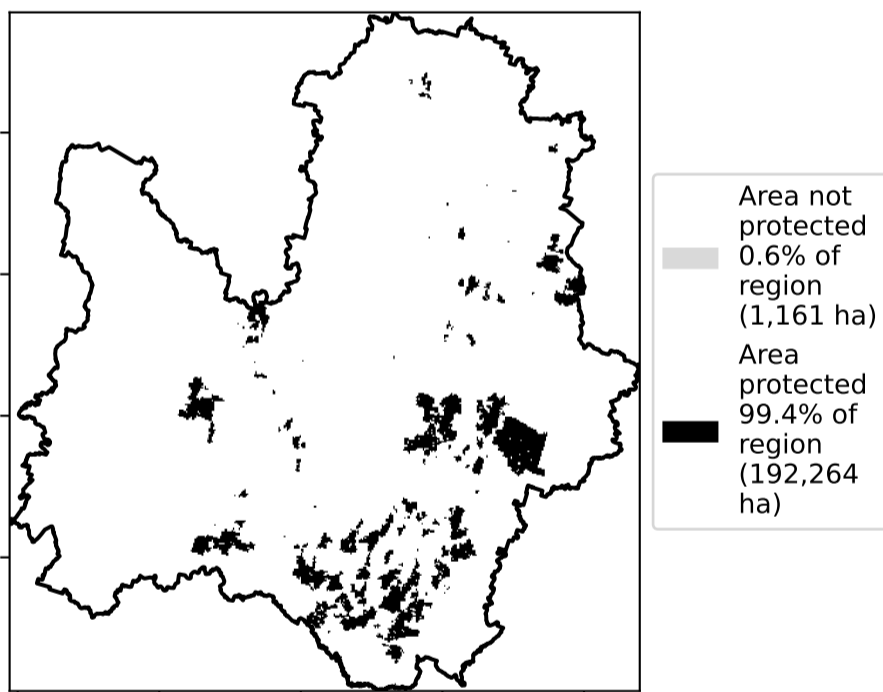 Area not
protected
0.6% of
region
(1,161 ha)
Area
protected
99.4% of
region
(192,264
ha)